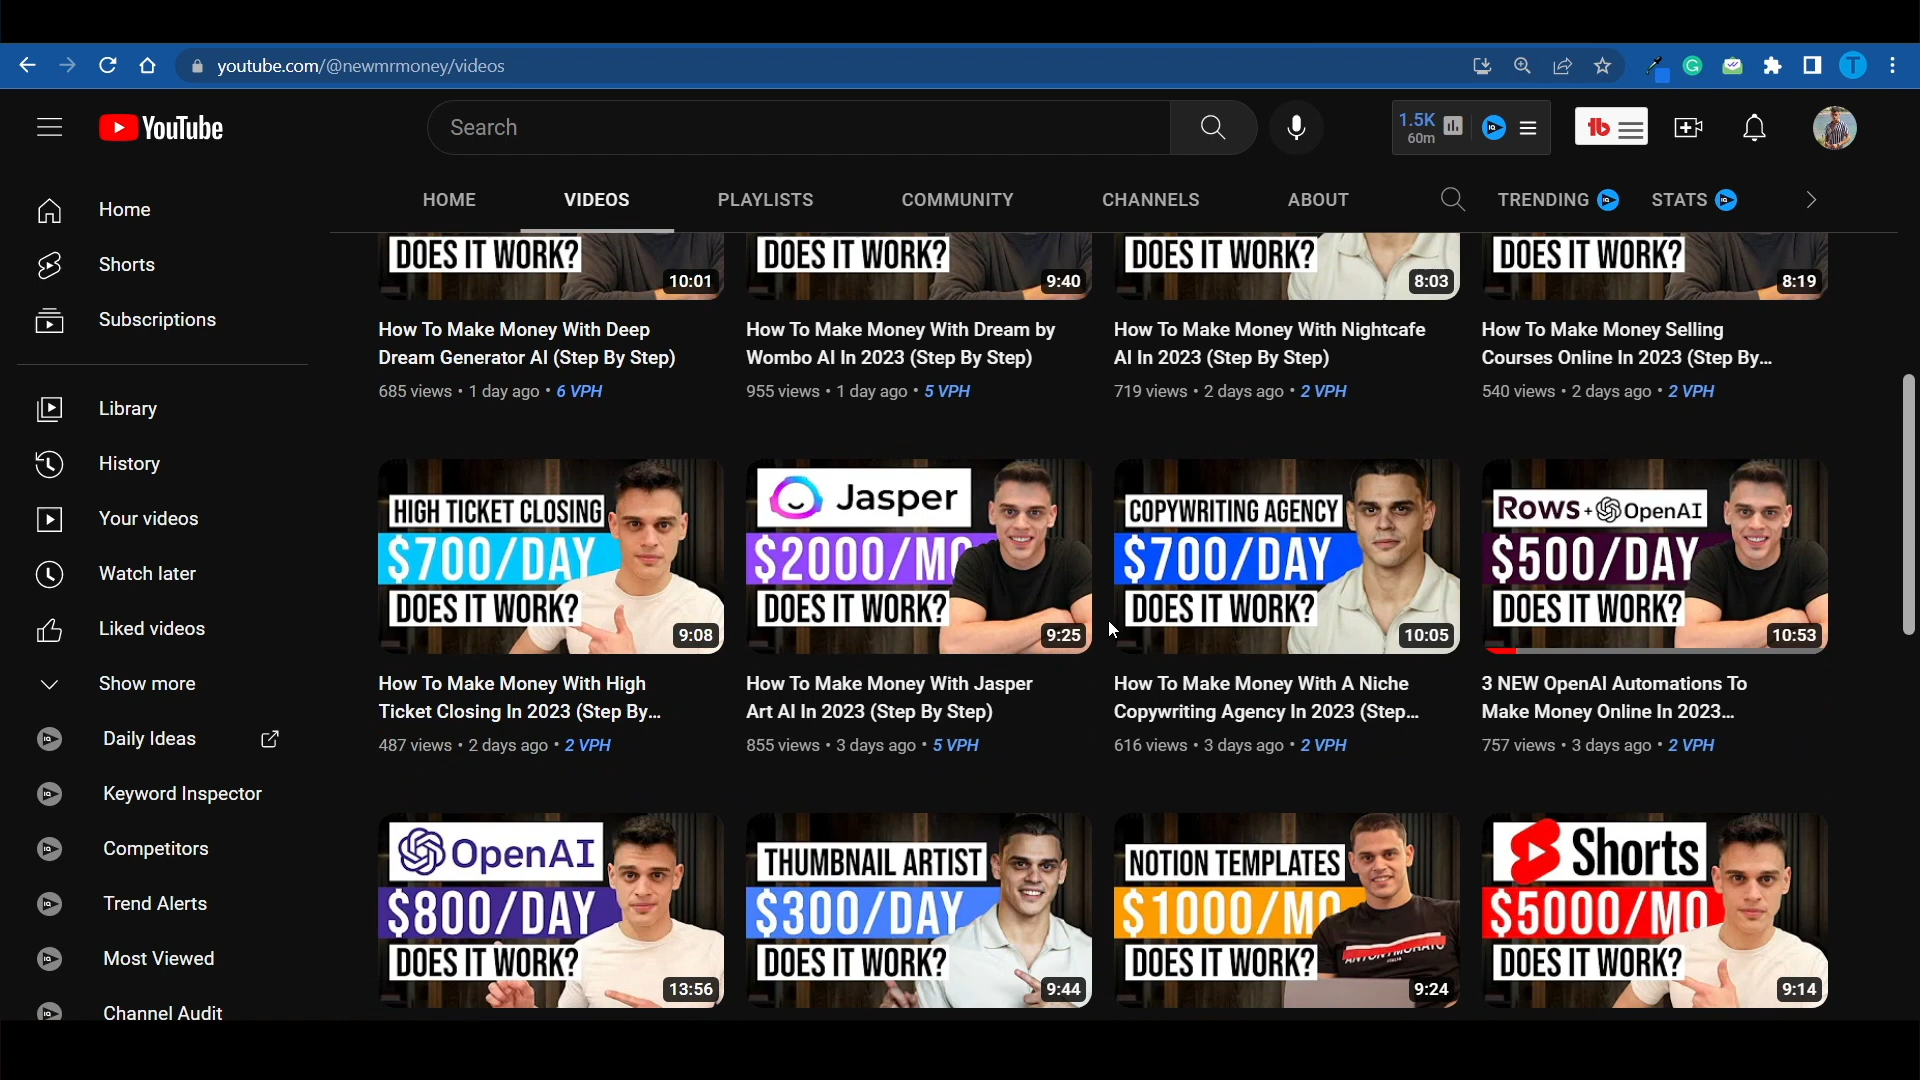 youtube.com/@newmrmoney/videos
T
YouTube
Search
1.5K
60m
HOME
VIDEOS
PLAYLISTS
COMMUNITY
CHANNELS
ABOUT
TRENDING
STATS
Home
Shorts
Subscriptions
Library
History
Your videos
Watch later
Liked videos
Show more
Daily Ideas
Keyword Inspector
Competitors
Trend Alerts
Most Viewed
Channel Audit
DOES IT WORK?
10:01
How To Make Money With Deep
Dream Generator AI (Step By Step)
685 views • 1 day ago • 6 VPH
DOES IT WORK?
9:40
How To Make Money With Dream by
Wombo AI In 2023 (Step By Step)
955 views • 1 day ago • 5 VPH
DOES IT WORK?
8:03
How To Make Money With Nightcafe
AI In 2023 (Step By Step)
719 views • 2 days ago • 2 VPH
DOES IT WORK?
8:19
How To Make Money Selling
Courses Online In 2023 (Step By...
540 views • 2 days ago • 2 VPH
HIGH TICKET CLOSING
$700/DAY
DOES IT WORK?
9:08
How To Make Money With High
Ticket Closing In 2023 (Step By...
487 views • 2 days ago • 2 VPH
Jasper
$2000/MO
DOES IT WORK?
9:25
How To Make Money With Jasper
Art AI In 2023 (Step By Step)
855 views • 3 days ago • 5 VPH
COPYWRITING AGENCY
$700/DAY
DOES IT WORK?
10:05
How To Make Money With A Niche
Copywriting Agency In 2023 (Step...
616 views • 3 days ago • 2 VPH
Rows + OpenAI
$500/DAY
DOES IT WORK?
10:53
3 NEW OpenAI Automations To
Make Money Online In 2023...
757 views • 3 days ago • 2 VPH
OpenAI
$800/DAY
DOES IT WORK?
13:56
THUMBNAIL ARTIST
$300/DAY
DOES IT WORK?
9:44
NOTION TEMPLATES
$1000/MO
DOES IT WORK?
9:24
Shorts
$5000/MO
DOES IT WORK?
9:14